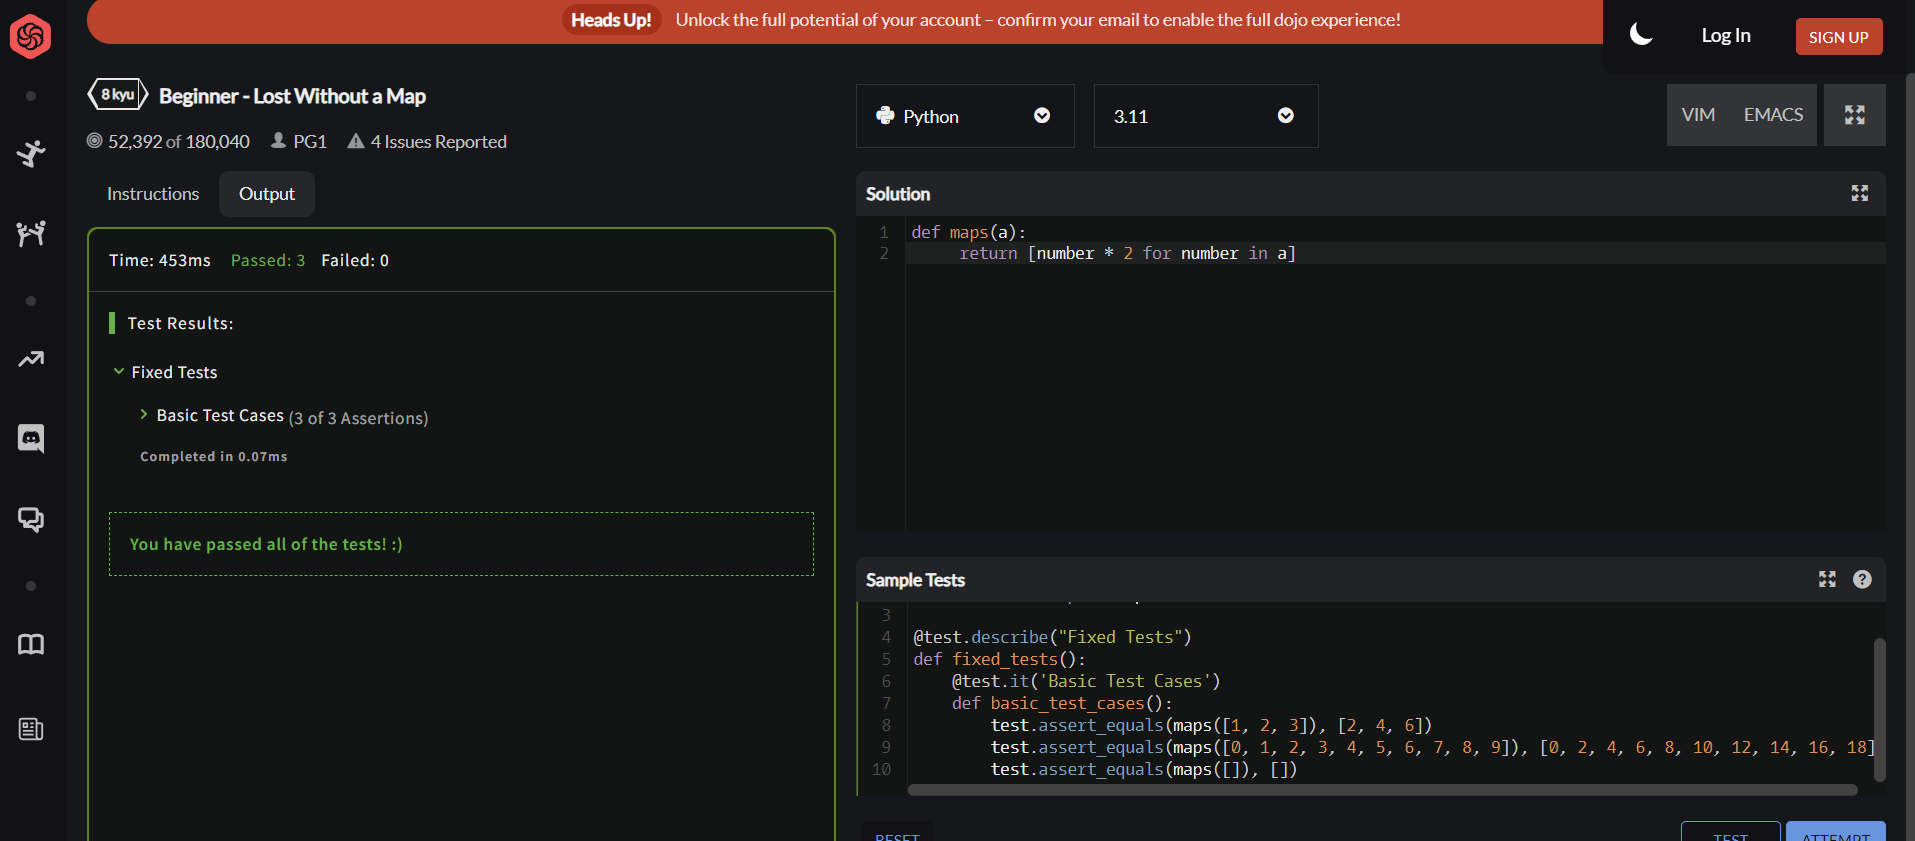 Heads Up! Unlock the full potential of your account – confirm your email to enable the full dojo experience!
Log In
SIGN UP
8 kyu Beginner - Lost Without a Map
52,392 of 180,040 PG1 4 Issues Reported
Instructions Output
Time: 453ms Passed: 3 Failed: 0
Test Results:
Fixed Tests
Basic Test Cases (3 of 3 Assertions)
Completed in 0.07ms
You have passed all of the tests! :)
Python 3.11 VIM EMACS
Solution
1 def maps(a):
2 return [number * 2 for number in a]
Sample Tests
3
4 @test.describe("Fixed Tests")
5 def fixed_tests():
6 @test.it('Basic Test Cases')
7 def basic_test_cases():
8 test.assert_equals(maps([1, 2, 3]), [2, 4, 6])
9 test.assert_equals(maps([0, 1, 2, 3, 4, 5, 6, 7, 8, 9]), [0, 2, 4, 6, 8, 10, 12, 14, 16, 18]
10 test.assert_equals(maps([]), [])
RESET TEST ATTEMPT